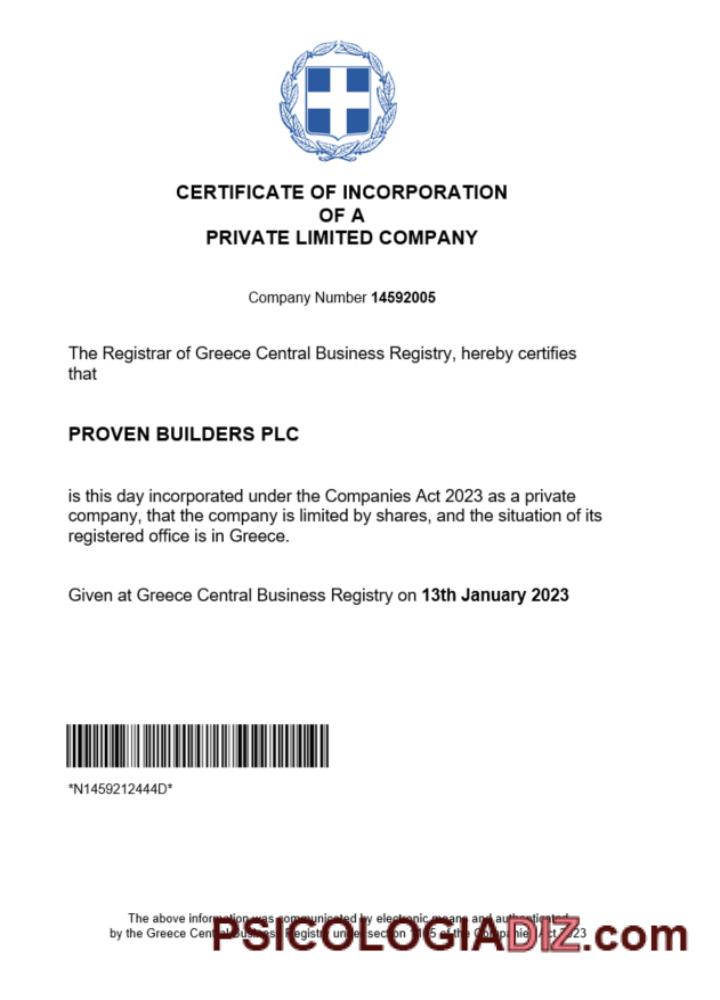 CERTIFICATE OF INCORPORATION
OF A
PRIVATE LIMITED COMPANY
Company Number 14592005
The Registrar of Greece Central Business Registry, hereby certifies
that
PROVEN BUILDERS PLC
is this day incorporated under the Companies Act 2023 as a private
company, that the company is limited by shares, and the situation of its
registered office is in Greece.
Given at Greece Central Business Registry on 13th January 2023
*N1459212444D*
The above information was communicated by electronic means and authenticated
by the Greece Central Business Registry under section of the Companies Act 2023
PSICOLOGIADIZ.com